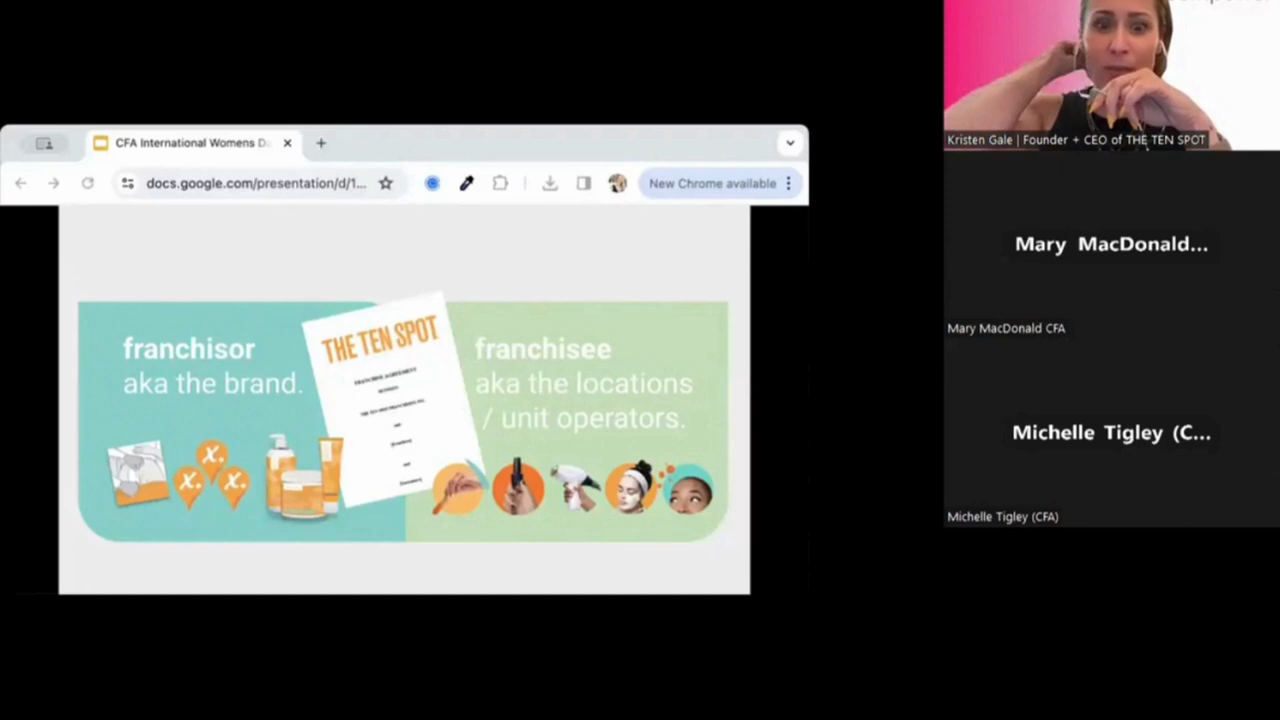 CFA International Womens D
docs.google.com/presentation/d/1...
New Chrome available
franchisor
aka the brand.
THE TEN SPOT
FRANCHISE AGREEMENT
x.
x.
x.
franchisee
aka the locations
/ unit operators.
Kristen Gale | Founder + CEO of THE TEN SPOT
Mary MacDonald...
Mary MacDonald CFA
Michelle Tigley (C...
Michelle Tigley (CFA)